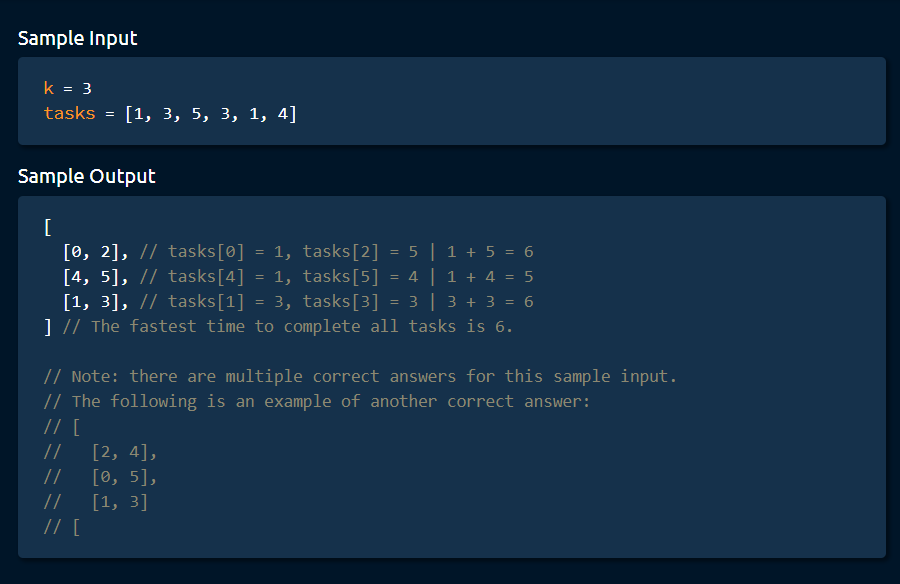 Sample Input
k = 3
tasks = [1, 3, 5, 3, 1, 4]
Sample Output
[
  [0, 2], // tasks[0] = 1, tasks[2] = 5 | 1 + 5 = 6
  [4, 5], // tasks[4] = 1, tasks[5] = 4 | 1 + 4 = 5
  [1, 3], // tasks[1] = 3, tasks[3] = 3 | 3 + 3 = 6
] // The fastest time to complete all tasks is 6.
// Note: there are multiple correct answers for this sample input.
// The following is an example of another correct answer:
// [
//   [2, 4],
//   [0, 5],
//   [1, 3]
// [